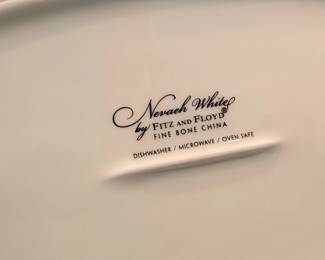 Nevaeh White®
by FITZ AND FLOYD
FINE BONE CHINA
DISHWASHER / MICROWAVE / OVEN SAFE